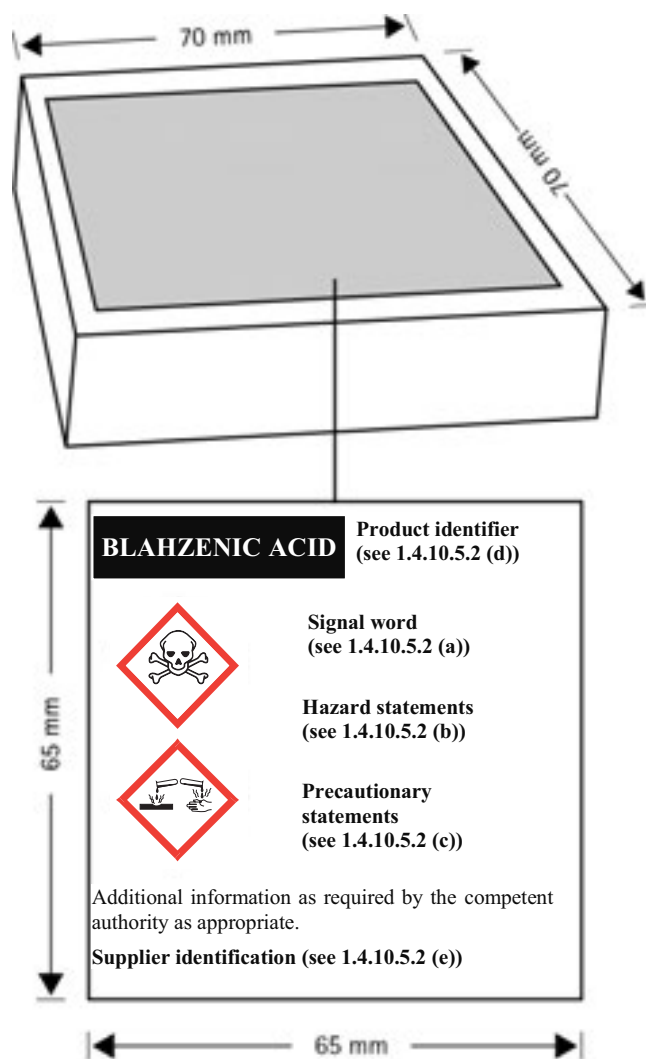 70 mm
70 mm
BLAHZENIC ACID
Product identifier
(see 1.4.10.5.2 (d))
Signal word
(see 1.4.10.5.2 (a))
Hazard statements
(see 1.4.10.5.2 (b))
65 mm
Precautionary
statements
(see 1.4.10.5.2 (c))
Additional information as required by the competent
authority as appropriate.
Supplier identification (see 1.4.10.5.2 (e))
65 mm